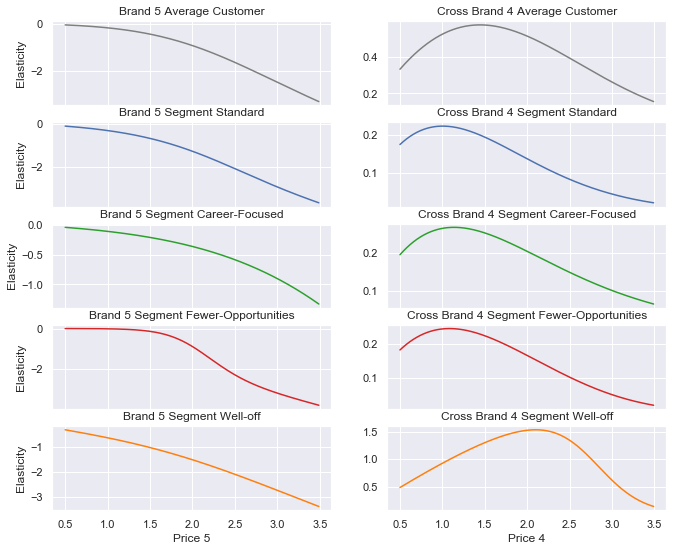 Brand 5 Average Customer
Cross Brand 4 Average Customer
Elasticity
0
−2
0.4
0.2
Brand 5 Segment Standard
Cross Brand 4 Segment Standard
Elasticity
0
−2
0.2
0.1
Brand 5 Segment Career-Focused
Cross Brand 4 Segment Career-Focused
Elasticity
0.0
−0.5
−1.0
0.2
0.1
Brand 5 Segment Fewer-Opportunities
Cross Brand 4 Segment Fewer-Opportunities
Elasticity
0
−2
0.2
0.1
Brand 5 Segment Well-off
Cross Brand 4 Segment Well-off
Elasticity
−1
−2
−3
1.5
1.0
0.5
0.5 1.0 1.5 2.0 2.5 3.0 3.5
0.5 1.0 1.5 2.0 2.5 3.0 3.5
Price 5
Price 4